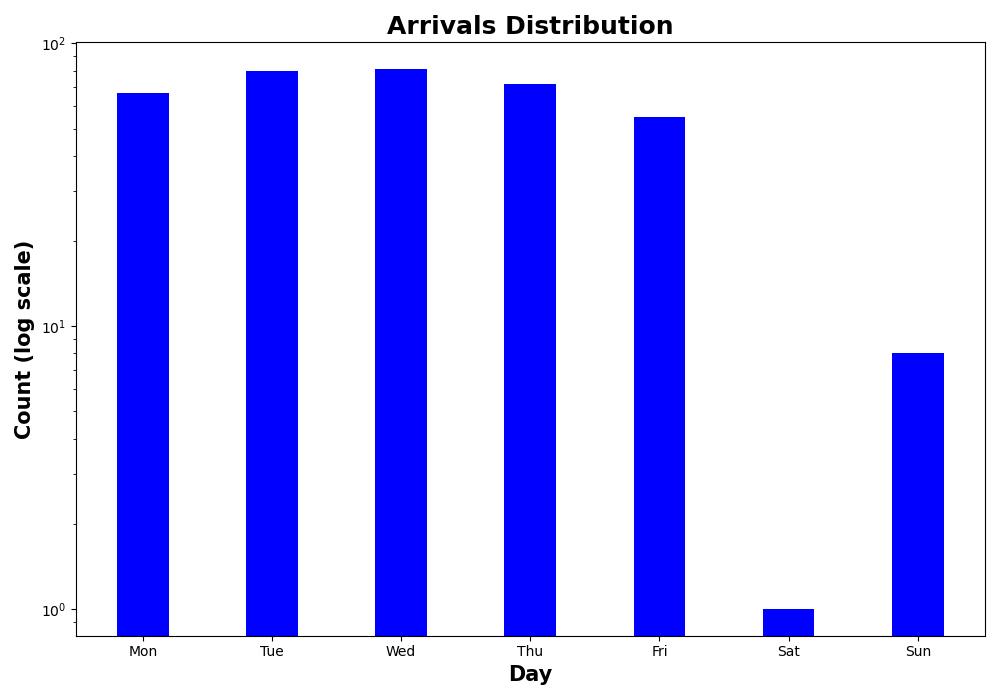 Arrivals Distribution
10²
10¹
10⁰
Count (log scale)
Mon Tue Wed Thu Fri Sat Sun
Day